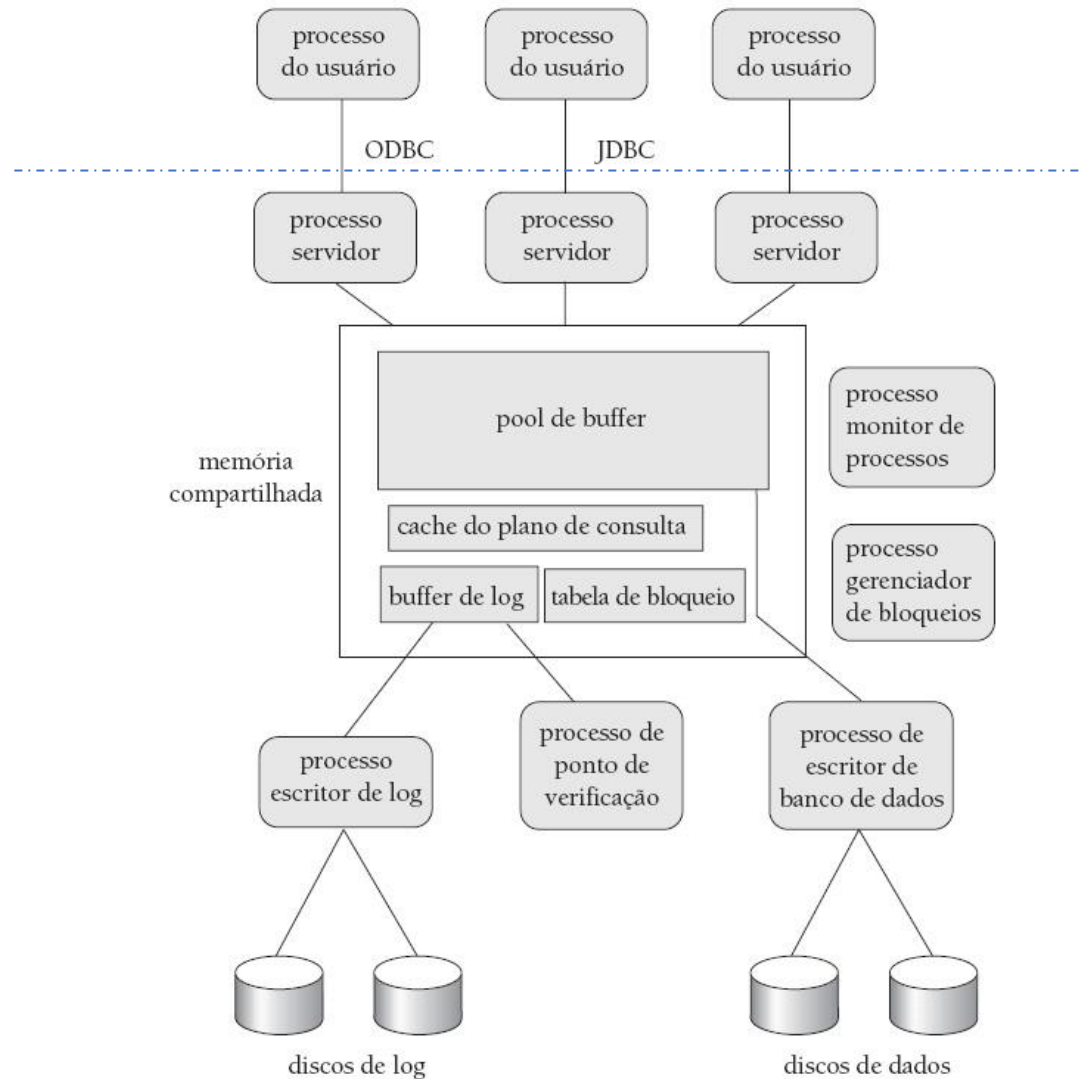 processo
do usuário
processo
do usuário
processo
do usuário
ODBC
JDBC
processo
servidor
processo
servidor
processo
servidor
pool de buffer
processo
monitor de
processos
memória
compartilhada
cache do plano de consulta
buffer de log
tabela de bloqueio
processo
gerenciador
de bloqueios
processo
escritor de log
processo de
ponto de
verificação
processo de
escritor de
banco de dados
discos de log
discos de dados